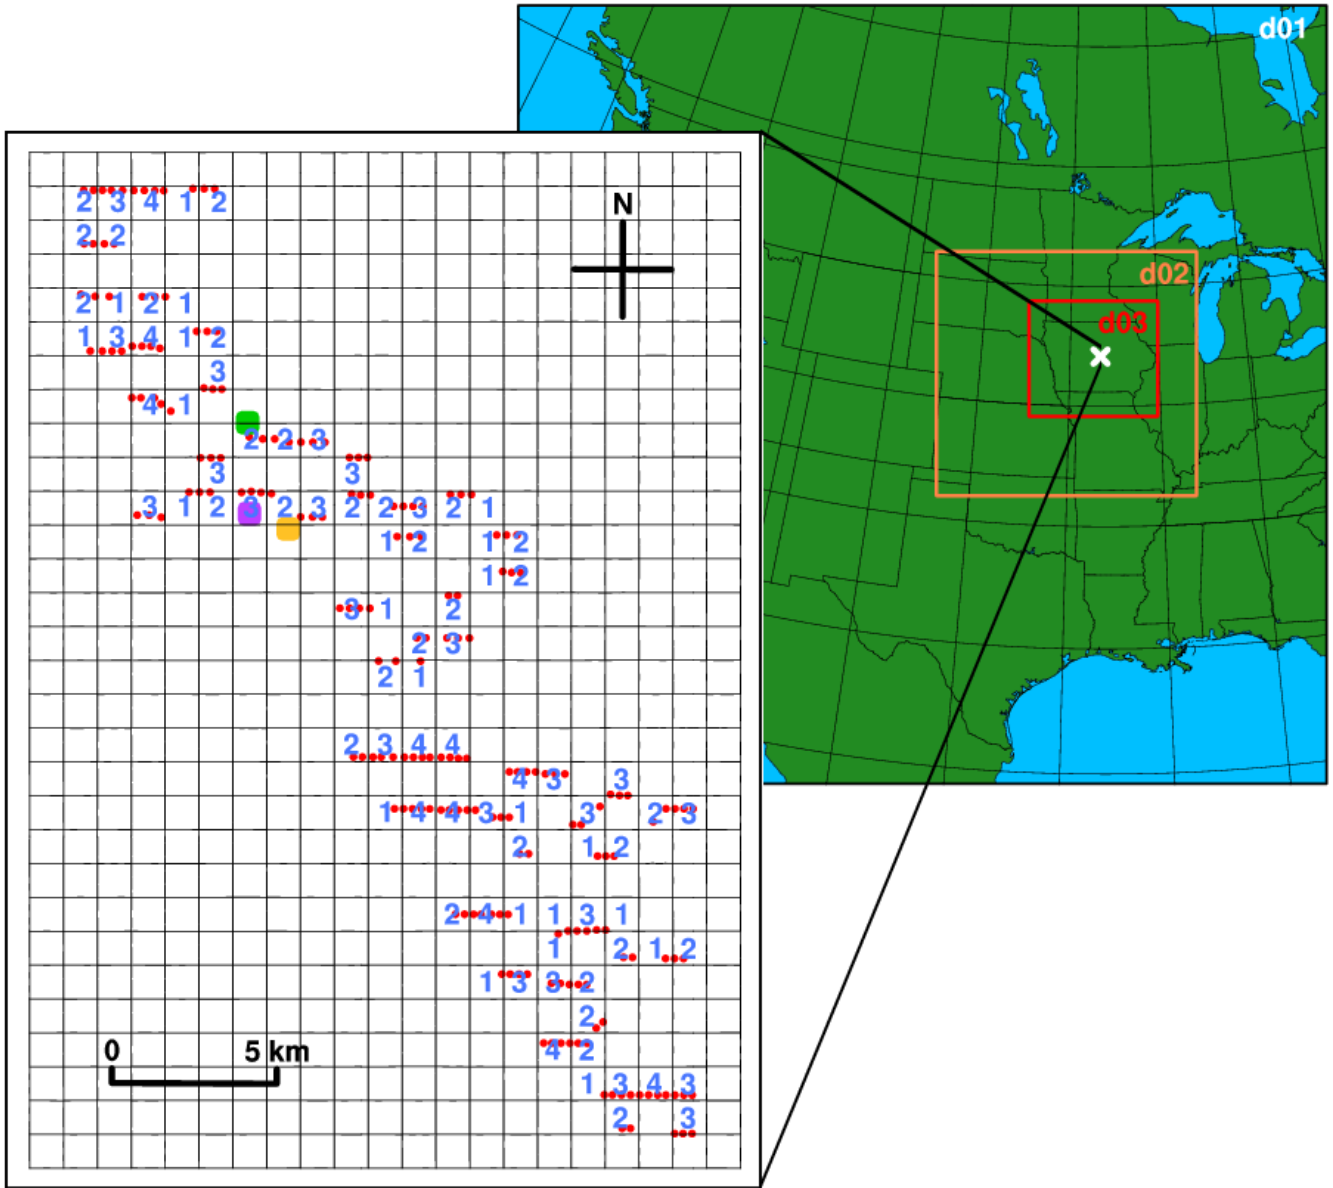 d01
N
2 3 4 1 2
2 2
d02
2 1 2 1
d03
1 3 4 1 2
3
4 1
2 2 3
3 3
3 1 2 3 2 3 2 2 3 2 1
1 2 1 2
1 2
3 1 2
2 3
2 1
2 3 4 4
4 3 3
1 4 4 3 1 3 2 3
2 1 2
2 4 1 1 3 1
1 2 1 2
1 3 3 2
2
0 5 km
4 2
1 3 4 3
2 3